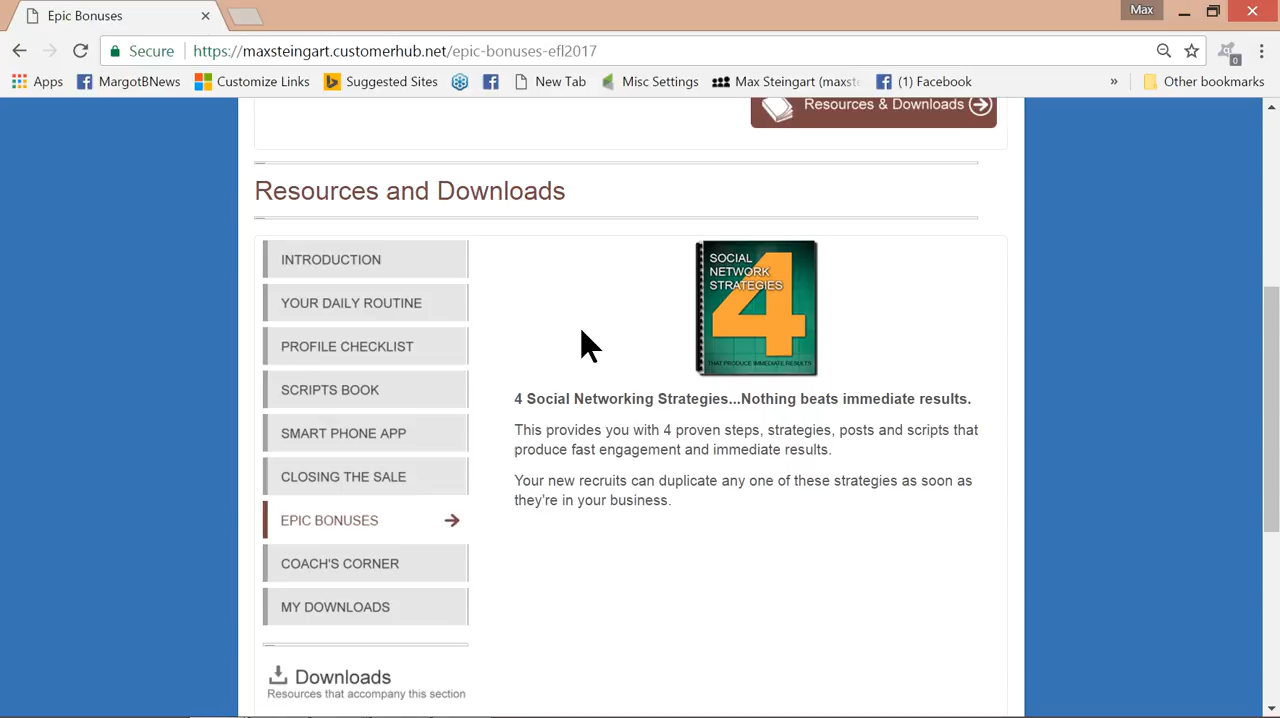 Epic Bonuses
Max
Secure
https://maxsteingart.customerhub.net/epic-bonuses-efl2017
Apps
MargotBNews
Customize Links
Suggested Sites
New Tab
Misc Settings
Max Steingart (maxste
(1) Facebook
»
Other bookmarks
0
Resources & Downloads
Resources and Downloads
INTRODUCTION
YOUR DAILY ROUTINE
PROFILE CHECKLIST
SCRIPTS BOOK
SMART PHONE APP
CLOSING THE SALE
EPIC BONUSES
COACH'S CORNER
MY DOWNLOADS
Downloads
Resources that accompany this section
SOCIAL
NETWORK
STRATEGIES
4
THAT PRODUCE IMMEDIATE RESULTS
4 Social Networking Strategies...Nothing beats immediate results.
This provides you with 4 proven steps, strategies, posts and scripts that
produce fast engagement and immediate results.
Your new recruits can duplicate any one of these strategies as soon as
they're in your business.